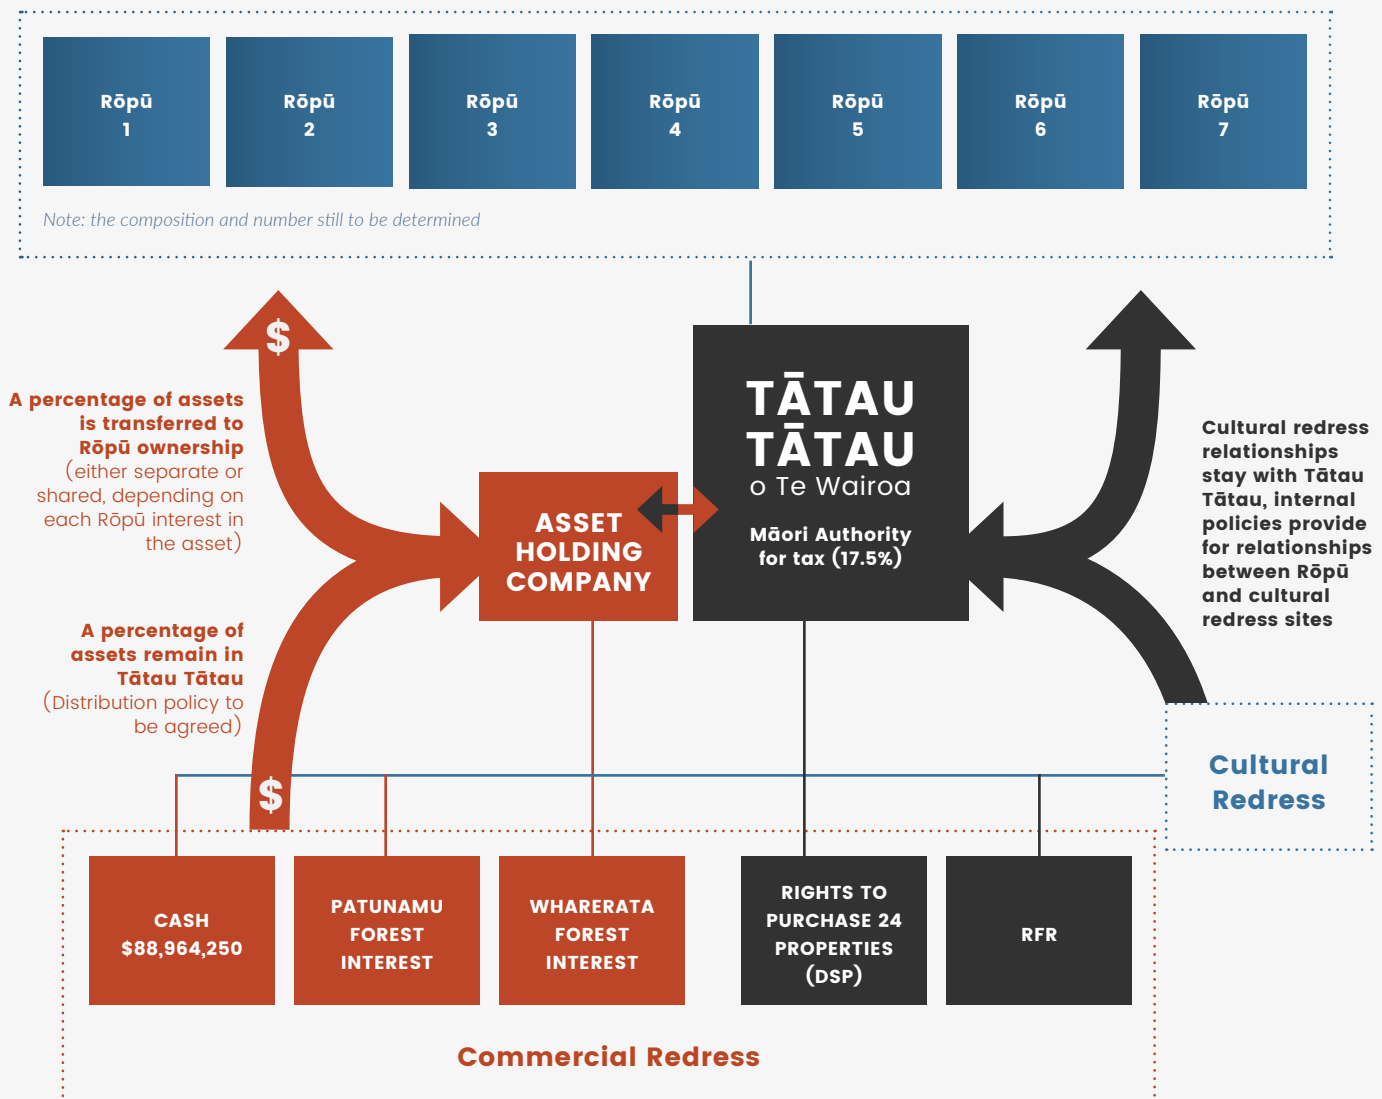 Rōpū
1
Rōpū
2
Rōpū
3
Rōpū
4
Rōpū
5
Rōpū
6
Rōpū
7
Note: the composition and number still to be determined
$
A percentage of assets
is transferred to
Rōpū ownership
(either separate or
shared, depending on
each Rōpū interest in
the asset)
A percentage of
assets remain in
Tātau Tātau
(Distribution policy to
be agreed)
$
ASSET
HOLDING
COMPANY
TĀTAU
TĀTAU
o Te Wairoa
Māori Authority
for tax (17.5%)
Cultural redress
relationships
stay with Tātau
Tātau, internal
policies provide
for relationships
between Rōpū
and cultural
redress sites
Cultural
Redress
CASH
$88,964,250
PATUNAMU
FOREST
INTEREST
WHARERATA
FOREST
INTEREST
RIGHTS TO
PURCHASE 24
PROPERTIES
(DSP)
RFR
Commercial Redress